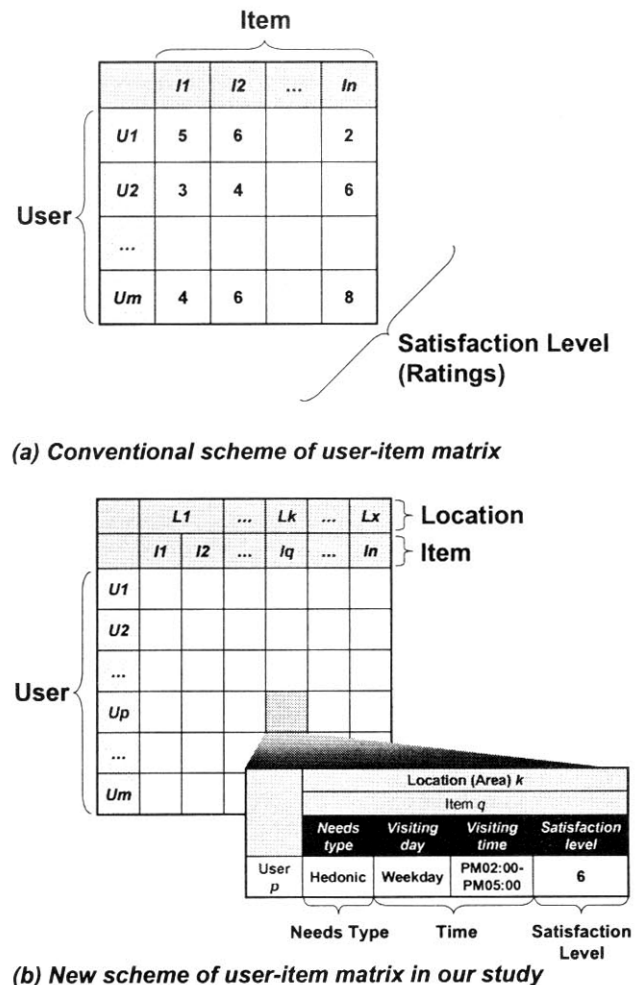 Item
I1 I2 ... In
U1 5 6 2
U2 3 4 6
User
...
Um 4 6 8
Satisfaction Level
(Ratings)
(a) Conventional scheme of user-item matrix
L1 ... Lk ... Lx Location
I1 I2 ... Iq ... In Item
U1
U2
...
User
Up
...
Um
Location (Area) k
Item q
Needs type Visiting day Visiting time Satisfaction level
User p Hedonic Weekday PM02:00-PM05:00 6
Needs Type Time Satisfaction Level
(b) New scheme of user-item matrix in our study